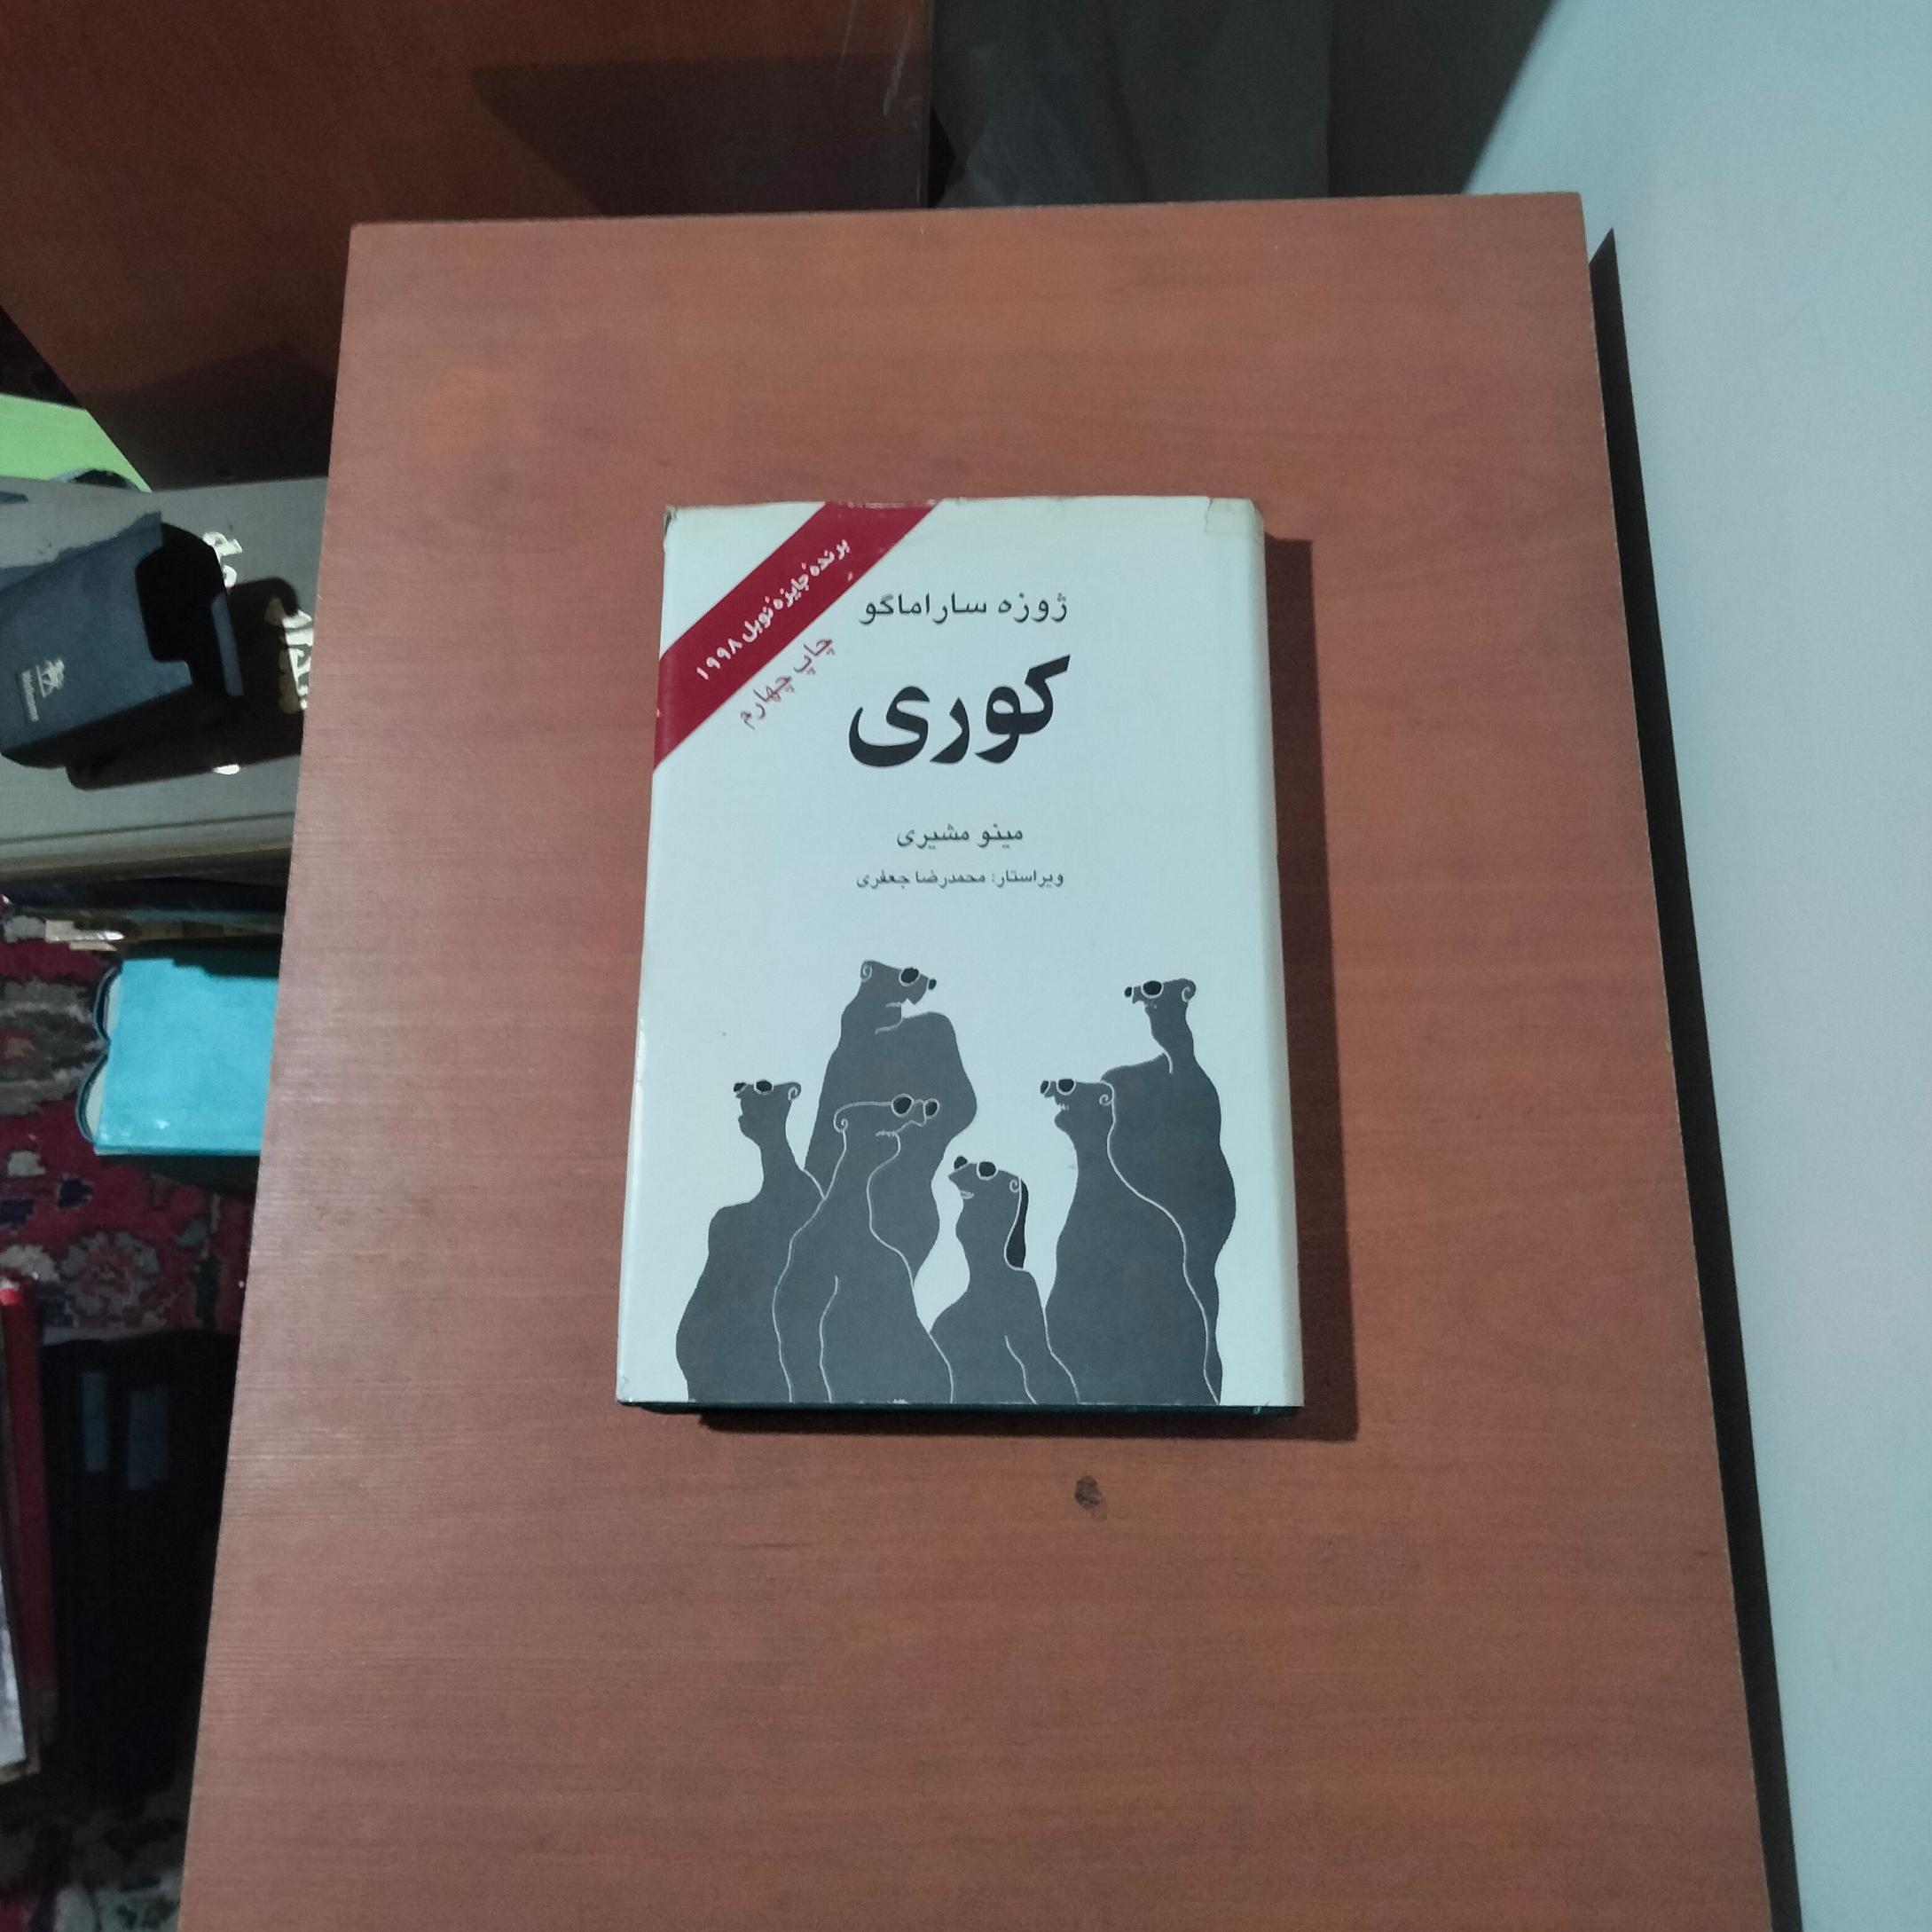 برندهٔ جایزهٔ نوبل ۱۹۹۸
چاپ چهارم
ژوزه ساراماگو
کوری
مینو مشیری
ویراستار: محمدرضا جعفری